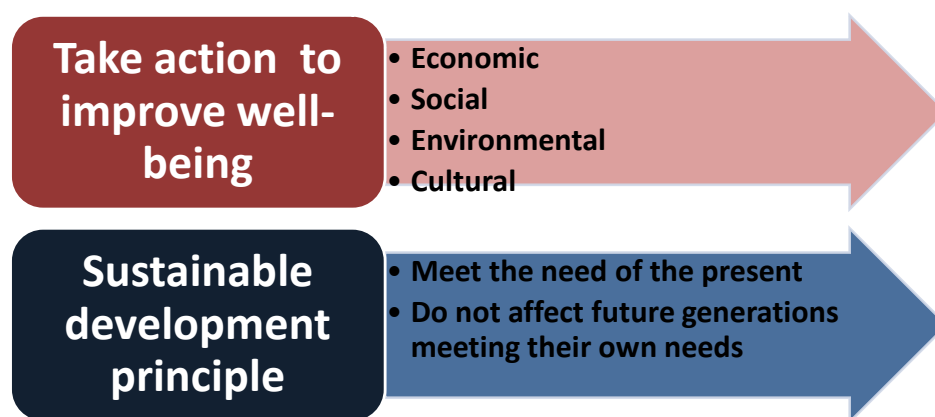 Take action  to
improve well-
being
• Economic
• Social
• Environmental
• Cultural
Sustainable
development
principle
• Meet the need of the present
• Do not affect future generations
meeting their own needs